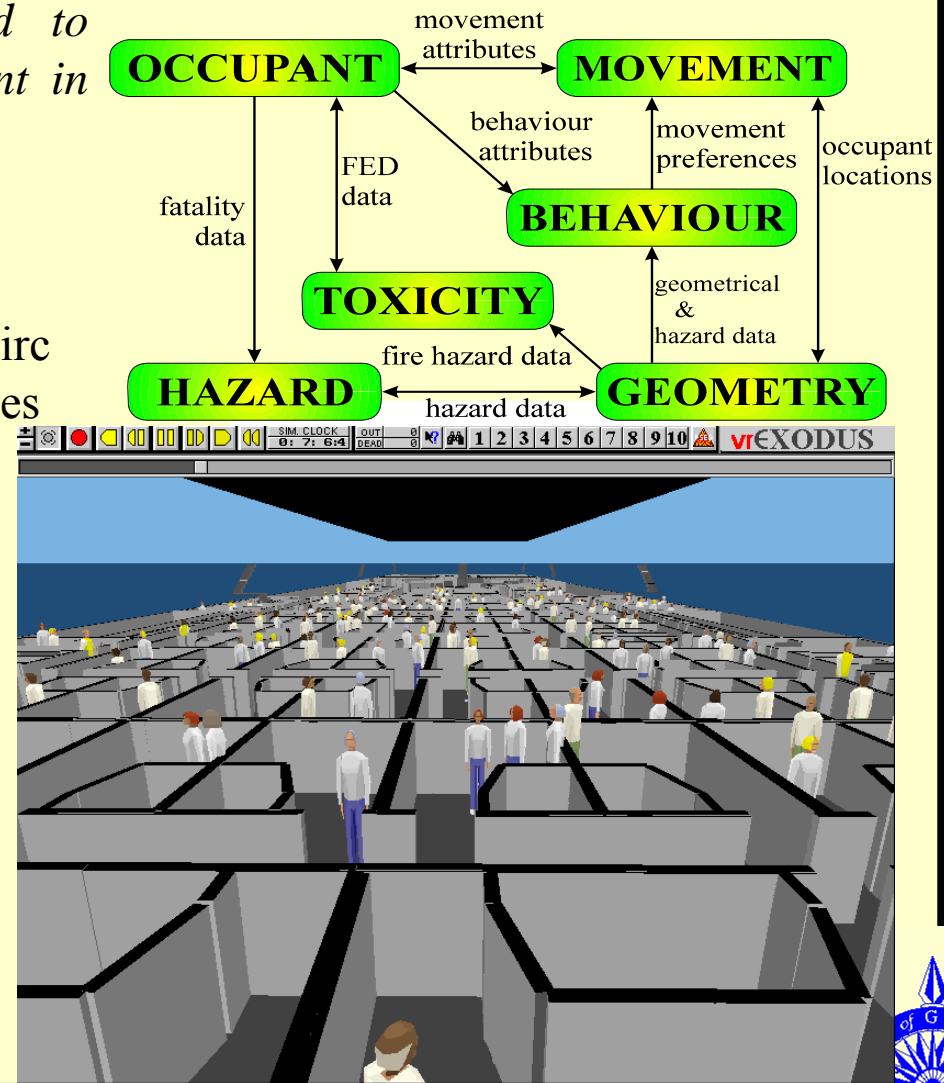 d to
nt in
irc
es
movement
attributes
OCCUPANT
MOVEMENT
behaviour
attributes
movement
preferences
occupant
locations
FED
data
fatality
data
BEHAVIOUR
TOXICITY
geometrical
&
hazard data
fire hazard data
HAZARD
GEOMETRY
hazard data
SIM. CLOCK
0: 7: 6:4
OUT 0
DEAD 0
1 2 3 4 5 6 7 8 9 10
vrEXODUS
of G